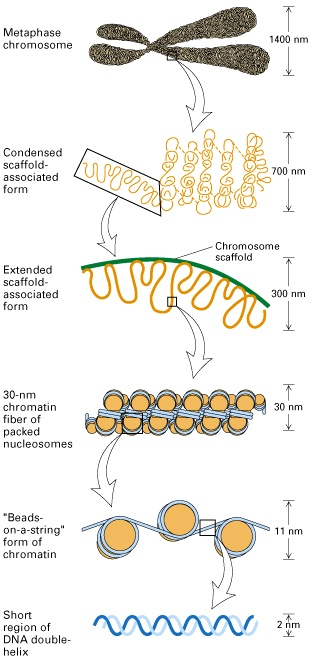 Metaphase
chromosome
1400 nm
Condensed
scaffold-
associated
form
700 nm
Chromosome
scaffold
Extended
scaffold-
associated
form
300 nm
30-nm
chromatin
fiber of
packed
nucleosomes
30 nm
"Beads-
on-a-string"
form of
chromatin
11 nm
Short
region of
DNA double-
helix
2 nm